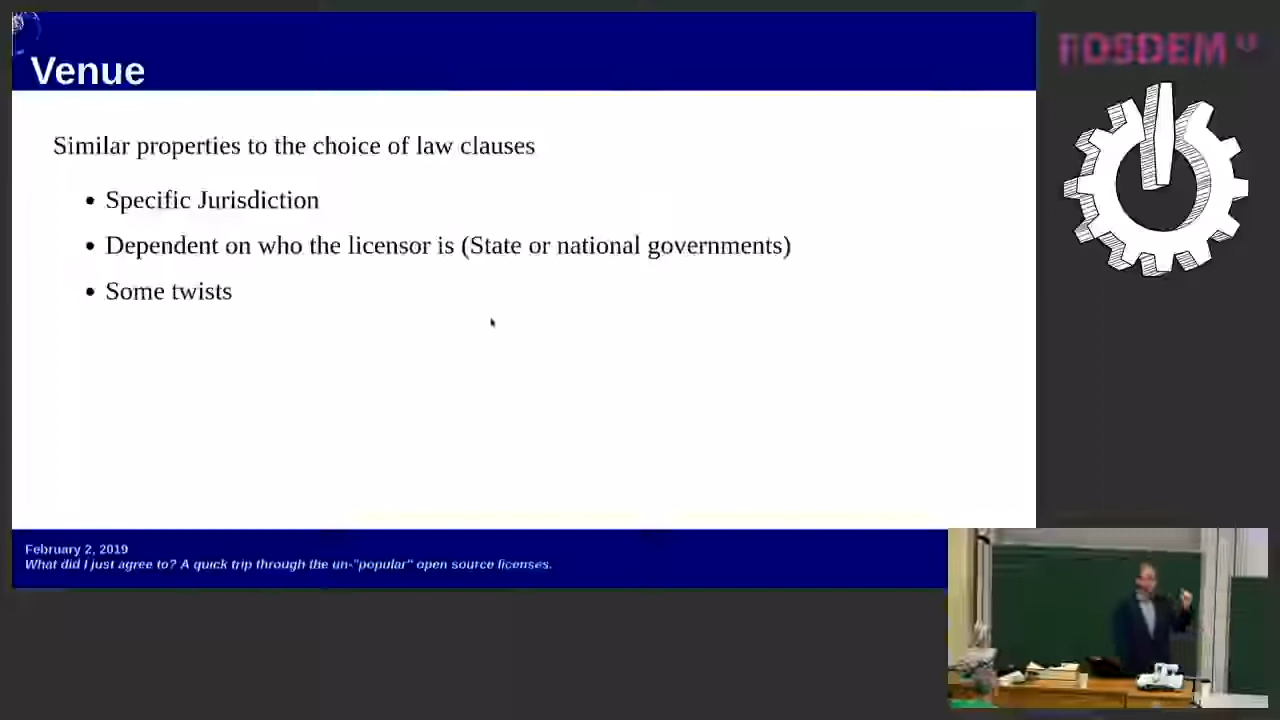 Venue
FOSDEM
Similar properties to the choice of law clauses
• Specific Jurisdiction
• Dependent on who the licensor is (State or national governments)
• Some twists
February 2, 2019
What did I just agree to? A quick trip through the un-"popular" open source licenses.